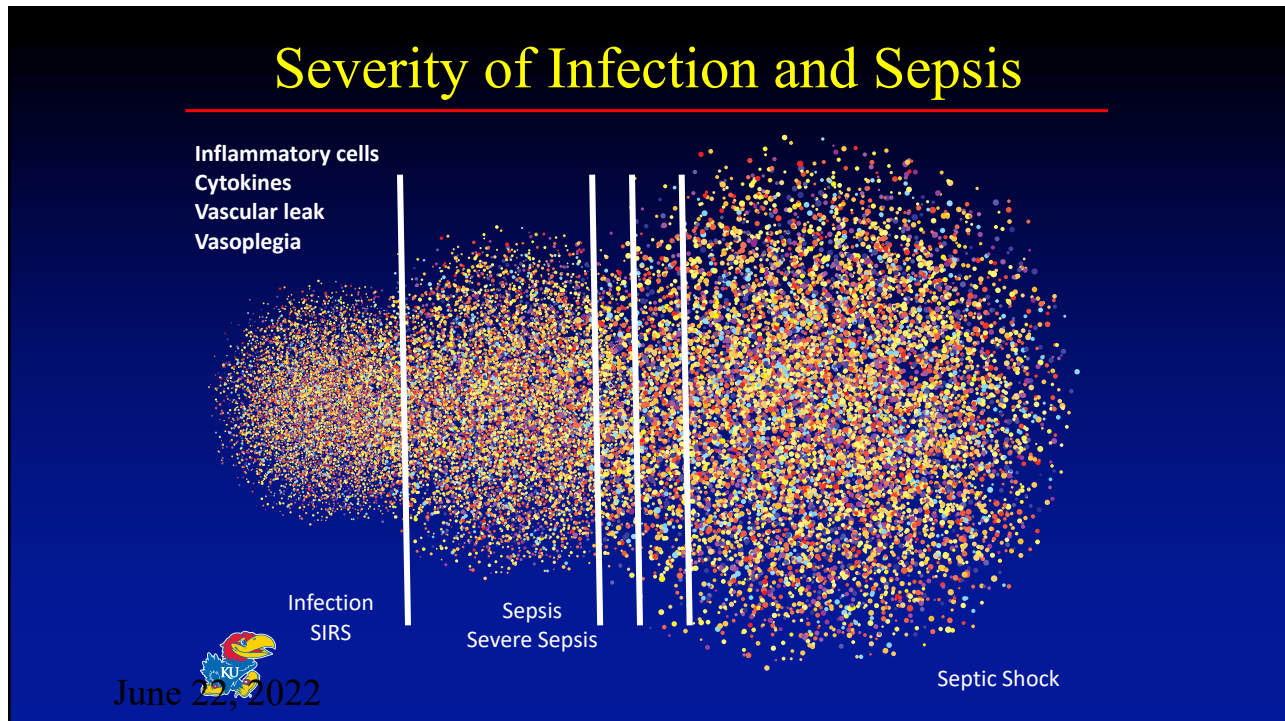 Severity of Infection and Sepsis
Inflammatory cells
Cytokines
Vascular leak
Vasoplegia
Infection
SIRS
Sepsis
Severe Sepsis
Septic Shock
KU
June 22, 2022